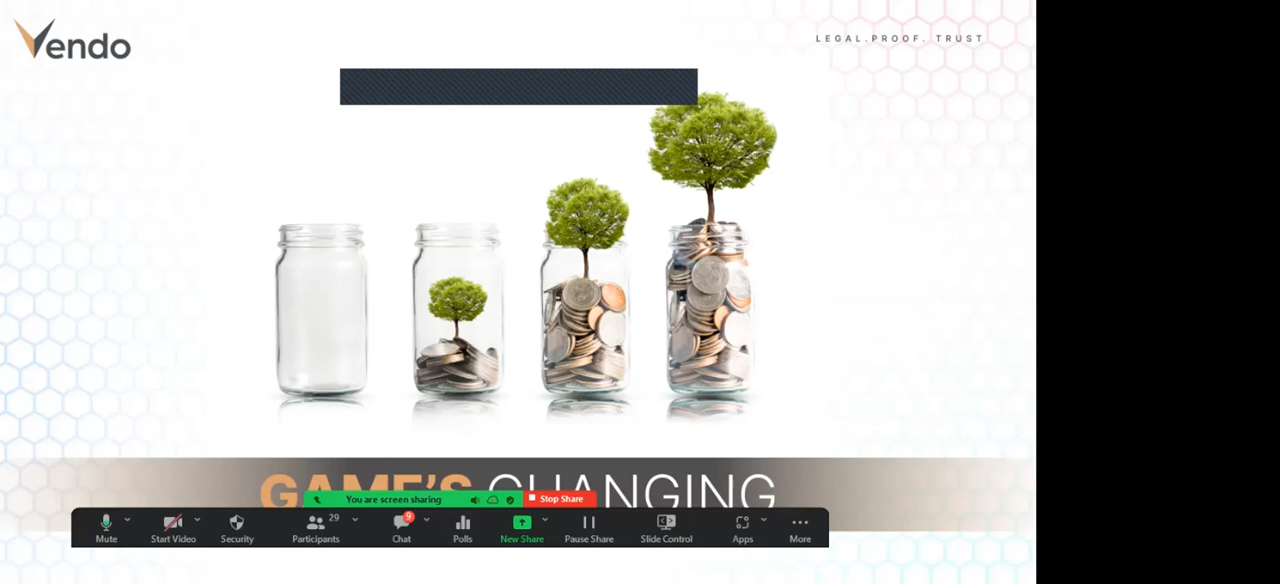 Vendo
LEGAL.PROOF. TRUST
GAME'S CHANGING
You are screen sharing
Stop Share
29
9
Mute
Start Video
Security
Participants
Chat
Polls
New Share
Pause Share
Slide Control
Apps
More